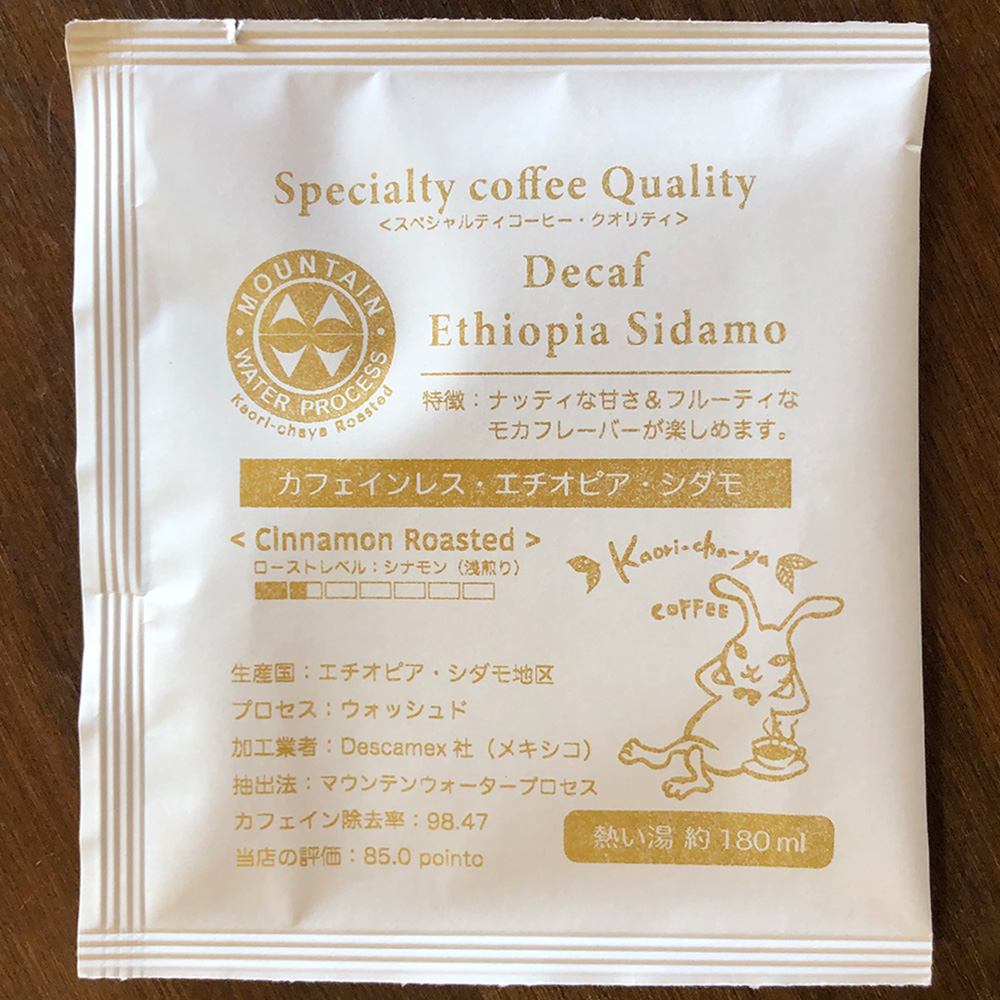 Specialty coffee Quality
<スペシャルティコーヒー・クオリティ>
Decaf
Ethiopia Sidamo
・MOUNTAIN・
WATER PROCESS
Kaori-chaya Roasted
特徴：ナッティな甘さ＆フルーティな
モカフレーバーが楽しめます。
カフェインレス・エチオピア・シダモ
< Cinnamon Roasted >
ローストレベル：シナモン（浅煎り）
Kaori-cha-ya
COFFEE
生産国：エチオピア・シダモ地区
プロセス：ウォッシュド
加工業者：Descamex 社（メキシコ）
抽出法：マウンテンウォータープロセス
カフェイン除去率：98.47
当店の評価：85.0 pointo
熱い湯 約 180 ml